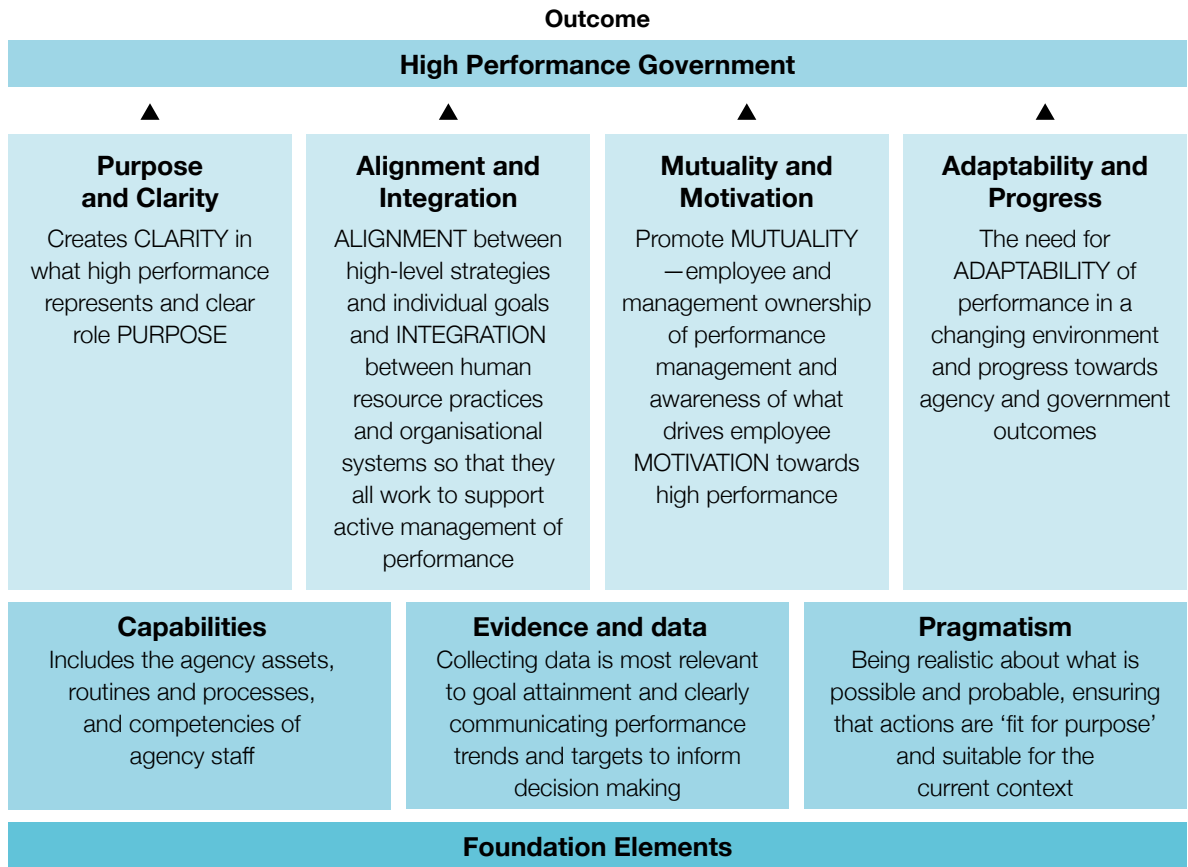 Outcome
High Performance Government
▲ ▲ ▲ ▲
Purpose
and Clarity
Creates CLARITY in
what high performance
represents and clear
role PURPOSE
Alignment and
Integration
ALIGNMENT between
high-level strategies
and individual goals
and INTEGRATION
between human
resource practices
and organisational
systems so that they
all work to support
active management of
performance
Mutuality and
Motivation
Promote MUTUALITY
—employee and
management ownership
of performance
management and
awareness of what
drives employee
MOTIVATION towards
high performance
Adaptability and
Progress
The need for
ADAPTABILITY of
performance in a
changing environment
and progress towards
agency and government
outcomes
Capabilities
Includes the agency assets,
routines and processes,
and competencies of
agency staff
Evidence and data
Collecting data is most relevant
to goal attainment and clearly
communicating performance
trends and targets to inform
decision making
Pragmatism
Being realistic about what is
possible and probable, ensuring
that actions are ‘fit for purpose’
and suitable for the
current context
Foundation Elements